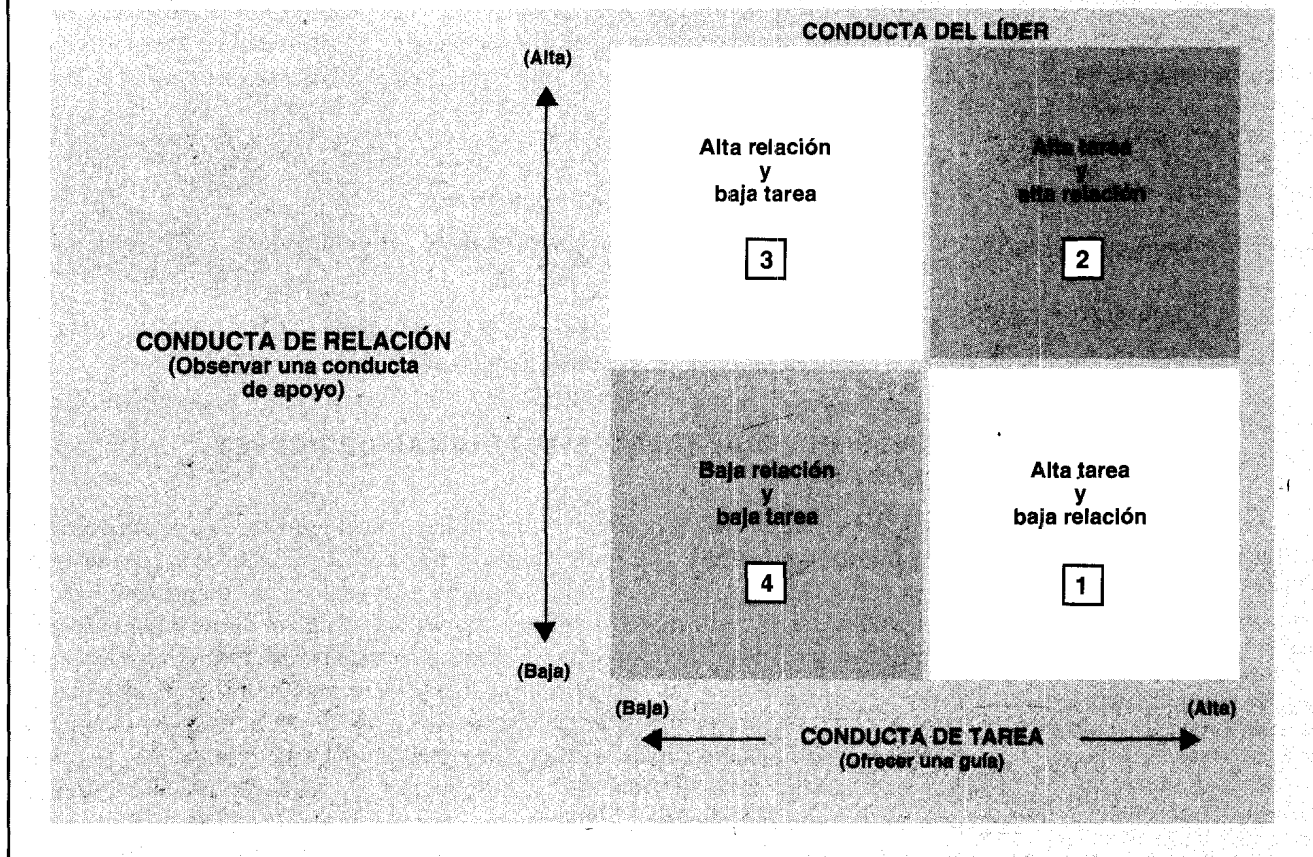 CONDUCTA DEL LÍDER
(Alta)
Alta relación
y
baja tarea
3
Alta tarea
y
alta relación
2
CONDUCTA DE RELACIÓN
(Observar una conducta
de apoyo)
Baja relación
y
baja tarea
4
Alta tarea
y
baja relación
1
(Baja)
(Baja)
(Alta)
CONDUCTA DE TAREA
(Ofrecer una guía)